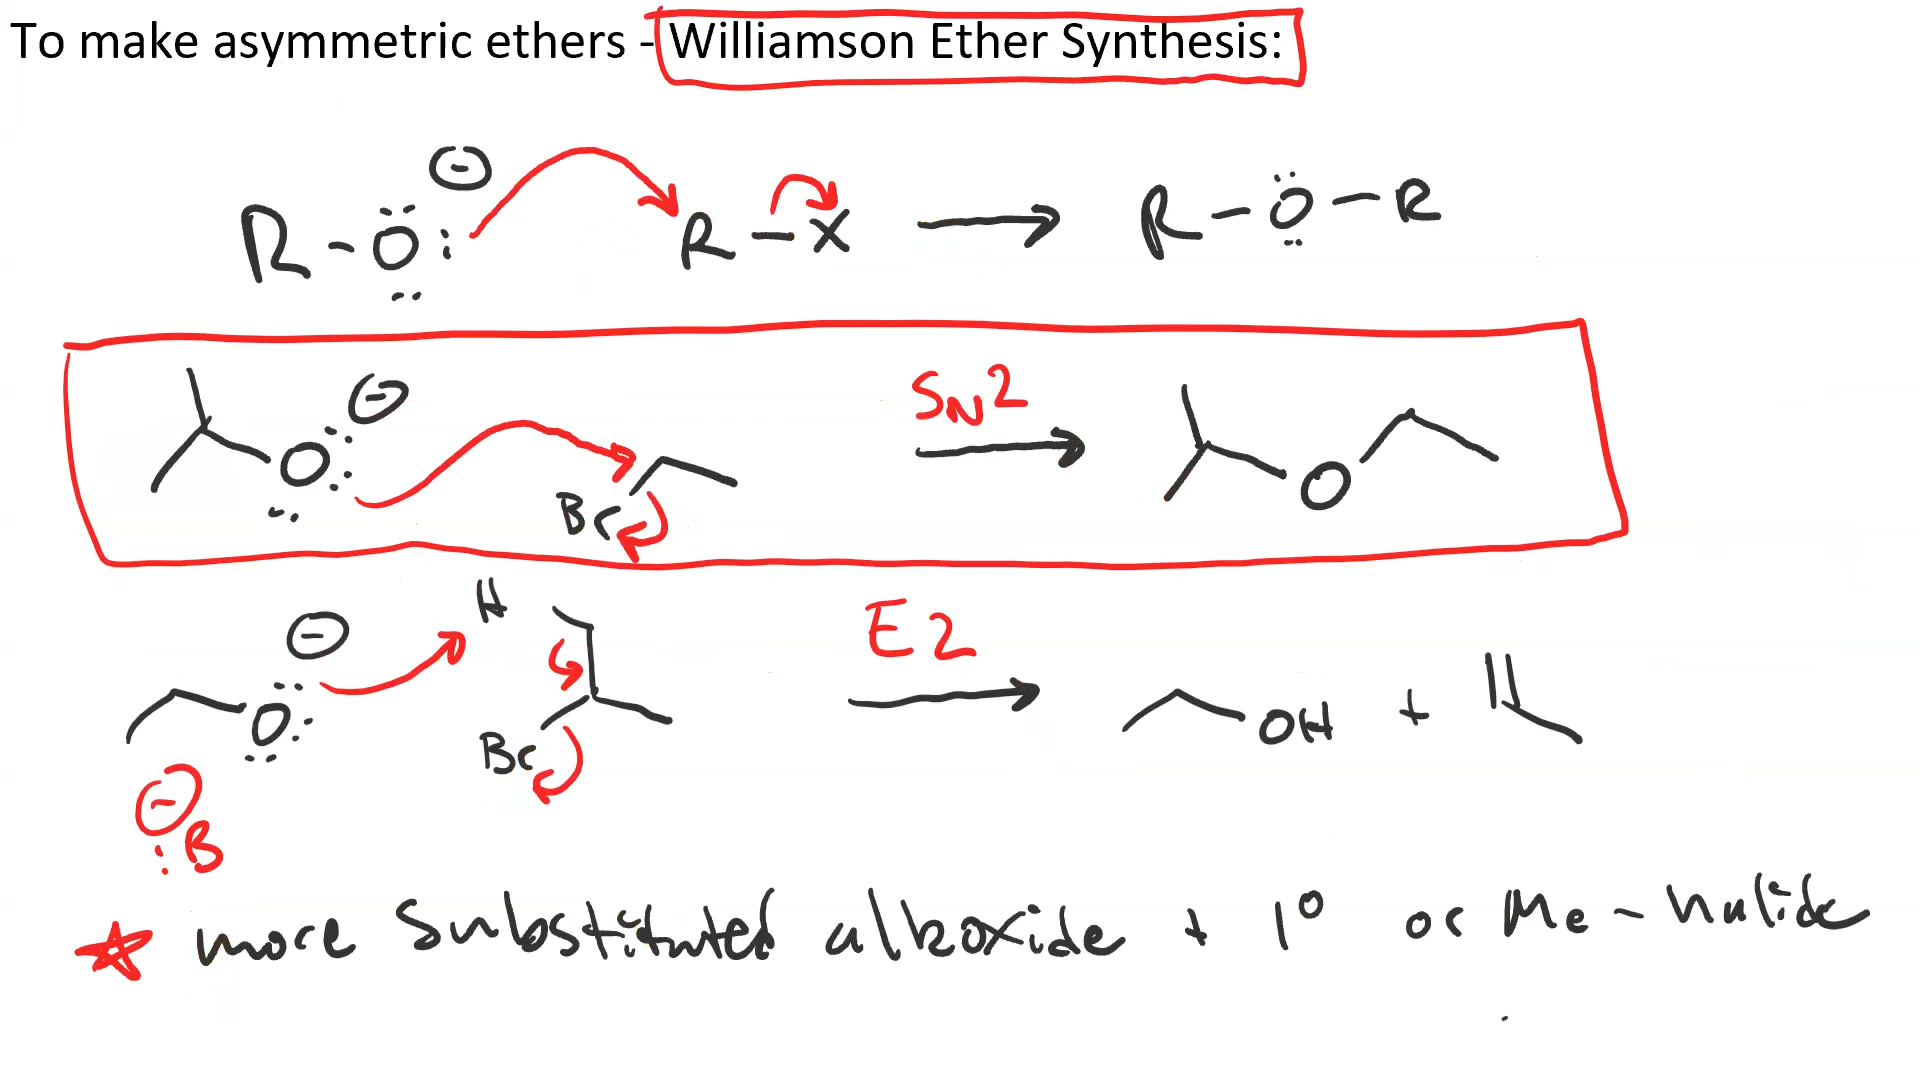 To make asymmetric ethers - Williamson Ether Synthesis:
R - O: ⊖ R - X → R - O - R
O ⊖ Br SN2 → O
O ⊖ H Br E2 → OH +
⊖ :B
more substituted alkoxide + 1° or Me - halide